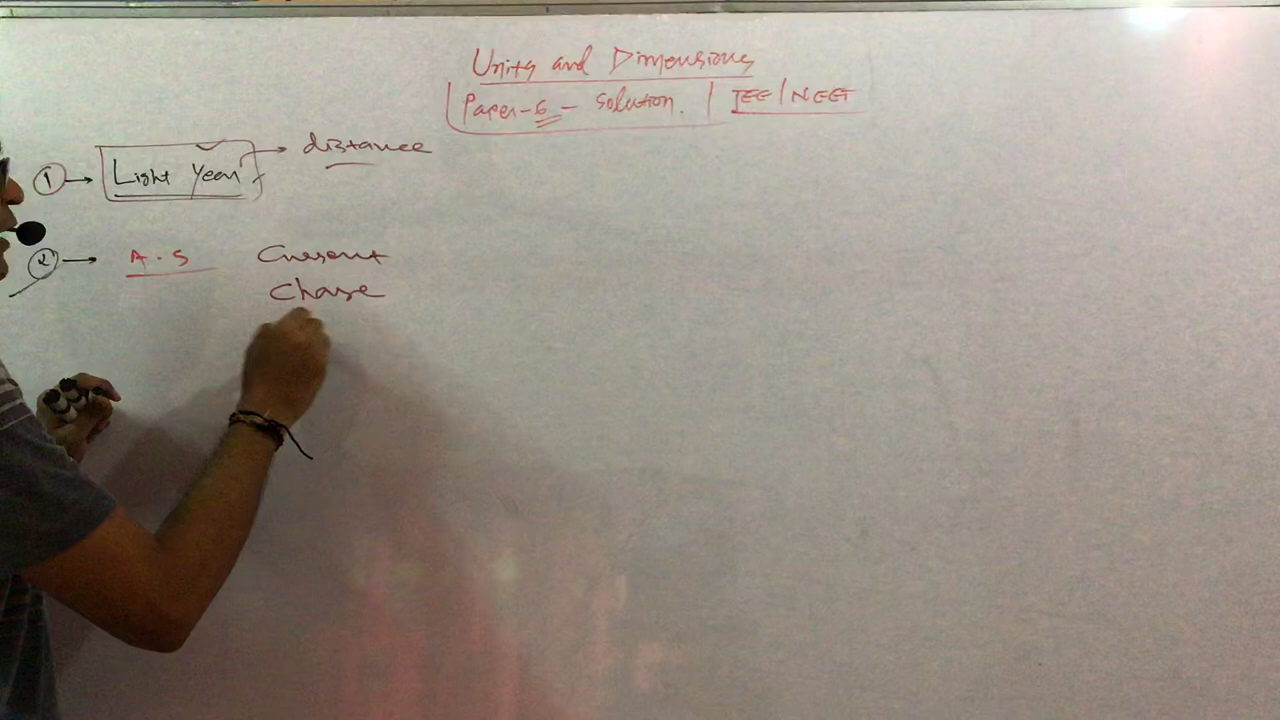 Units and Dimensions
Paper-6 - Solution. | JEE/NEET
① → Light Year → distance
② → A.S Current
Charge